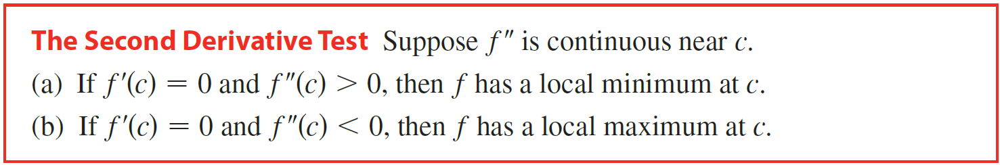 The Second Derivative Test Suppose f″ is continuous near c.
(a) If f′(c) = 0 and f″(c) > 0, then f has a local minimum at c.
(b) If f′(c) = 0 and f″(c) < 0, then f has a local maximum at c.